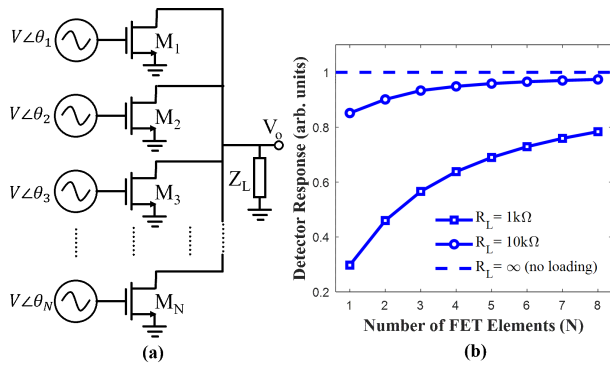 V∠θ1
M1
V∠θ2
M2
Vo
ZL
V∠θ3
M3
V∠θN
MN
(a)
Detector Response (arb. units)
1
0.8
0.6
0.4
0.2
RL= 1kΩ
RL= 10kΩ
RL= ∞ (no loading)
1 2 3 4 5 6 7 8
Number of FET Elements (N)
(b)